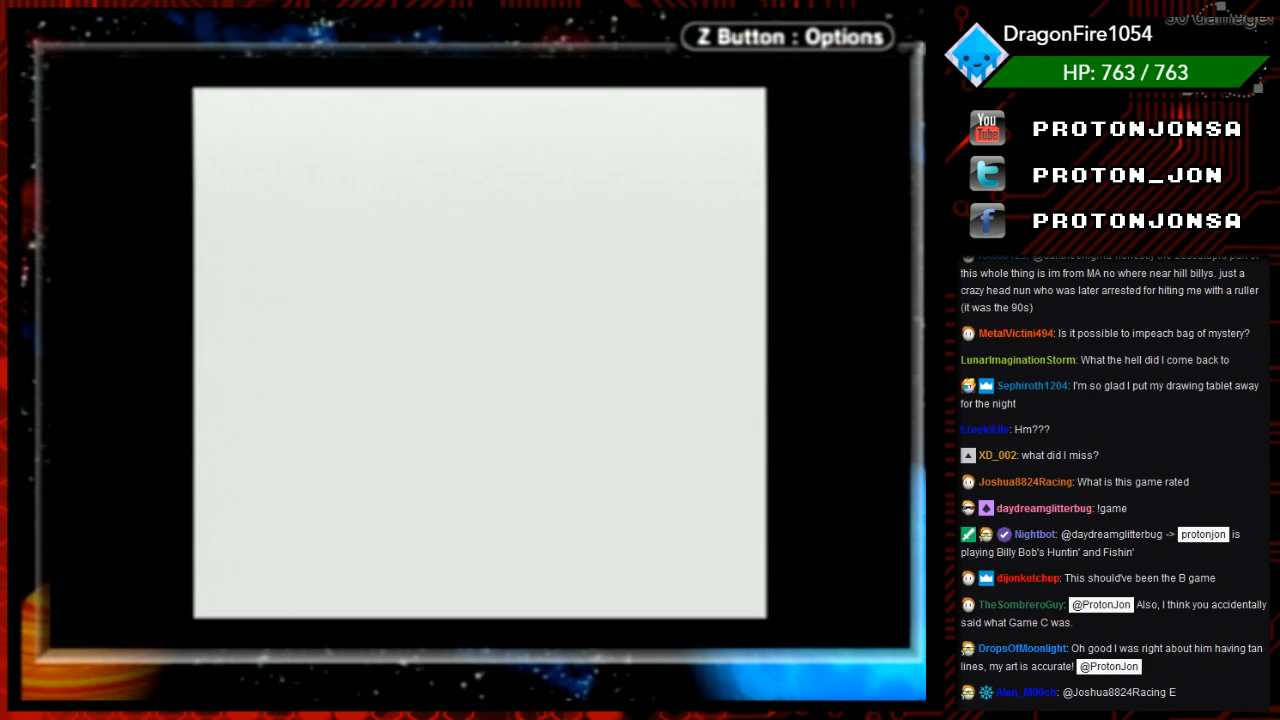 Z Button : Options
30 damage!
DragonFire1054
HP: 763 / 763
You
Tube
PROTONJONSA
PROTON_JON
PROTONJONSA
this whole thing is im from MA no where near hill billys. just a
crazy head nun who was later arrested for hiting me with a ruller
(it was the 90s)
MetalVictini494: Is it possible to impeach bag of mystery?
LunarImaginationStorm: What the hell did I come back to
Sephiroth1204: I'm so glad I put my drawing tablet away
for the night
EzeekiElle: Hm???
XD_002: what did I miss?
Joshua8824Racing: What is this game rated
daydreamglitterbug: !game
Nightbot: @daydreamglitterbug -> protonjon is
playing Billy Bob's Huntin' and Fishin'
dijonketchup: This should've been the B game
TheSombreroGuy: @ProtonJon Also, I think you accidentally
said what Game C was.
DropsOfMoonlight: Oh good I was right about him having tan
lines, my art is accurate! @ProtonJon
Alan_M00ch: @Joshua8824Racing E